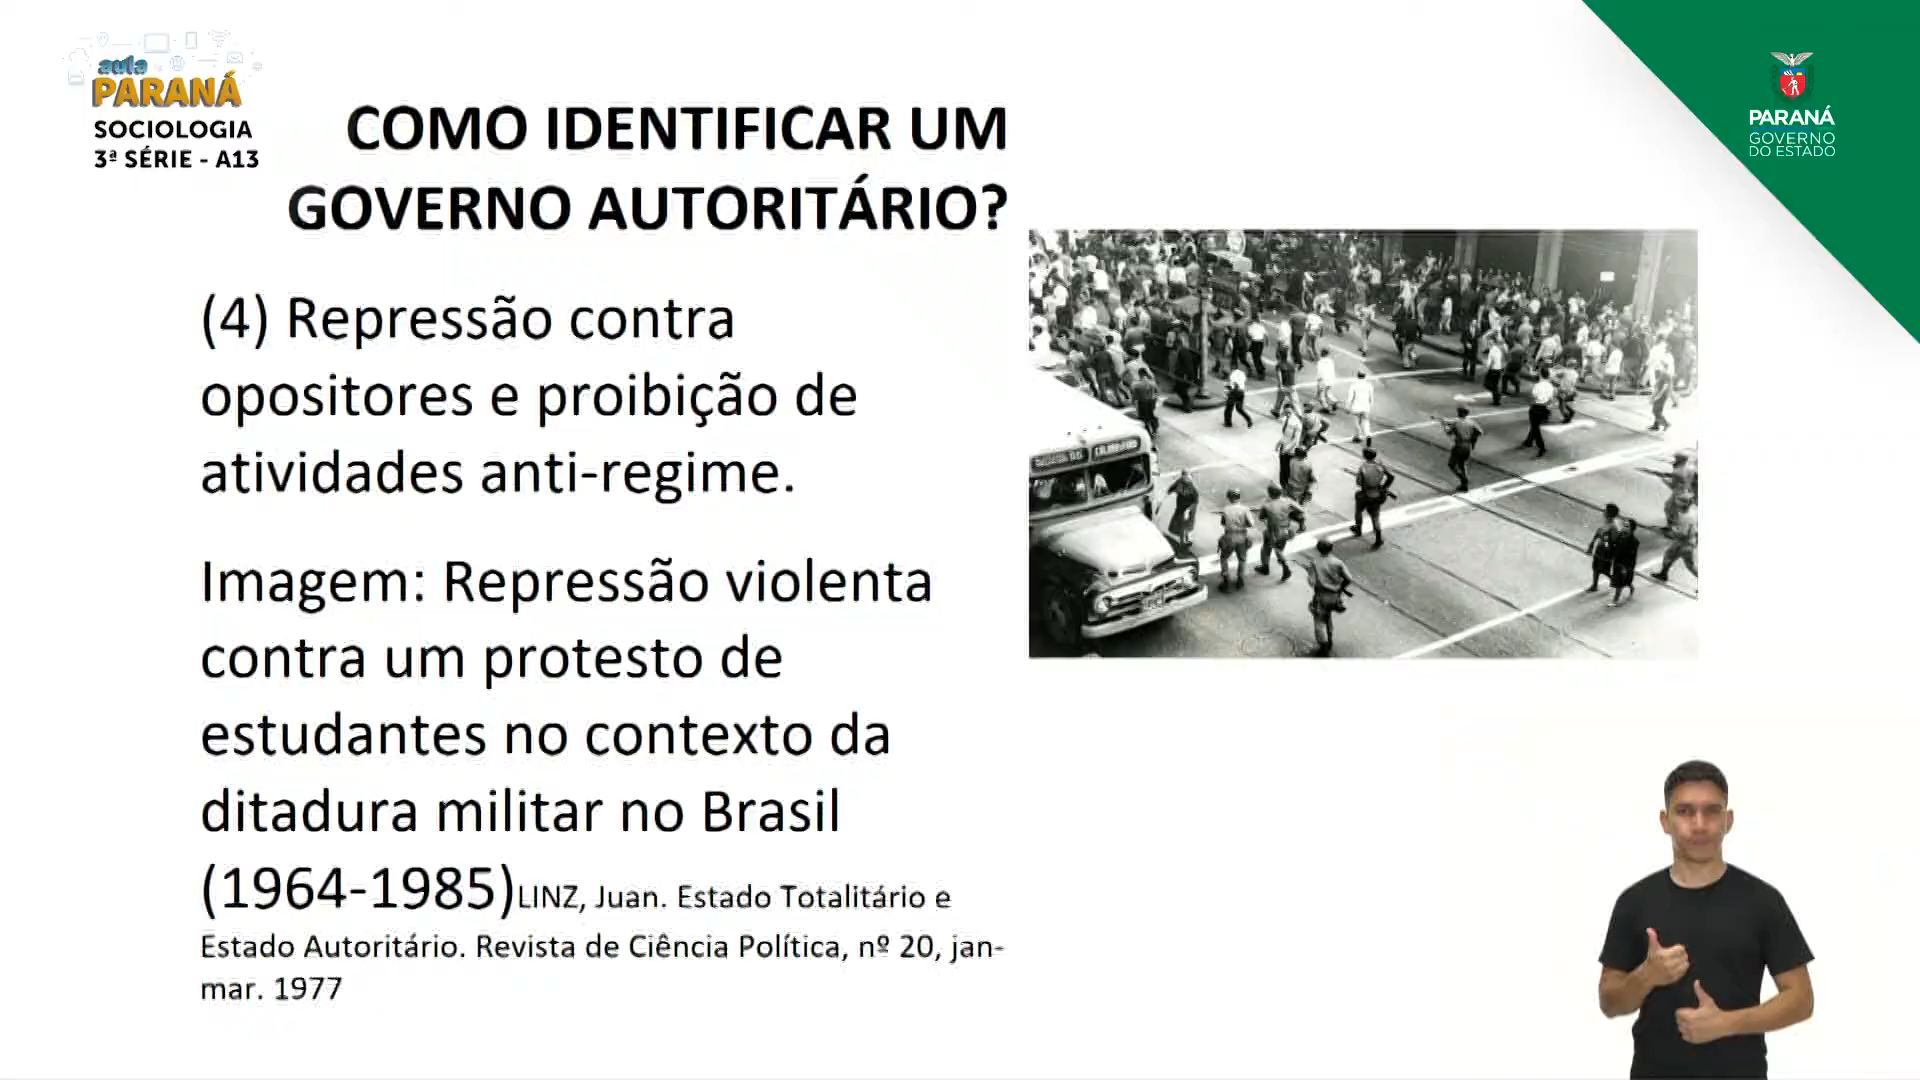 aula
PARANÁ
SOCIOLOGIA
3ª SÉRIE - A13
PARANÁ
GOVERNO
DO ESTADO
COMO IDENTIFICAR UM
GOVERNO AUTORITÁRIO?
(4) Repressão contra
opositores e proibição de
atividades anti-regime.
Imagem: Repressão violenta
contra um protesto de
estudantes no contexto da
ditadura militar no Brasil
(1964-1985)LINZ, Juan. Estado Totalitário e
Estado Autoritário. Revista de Ciência Política, nº 20, jan-
mar. 1977